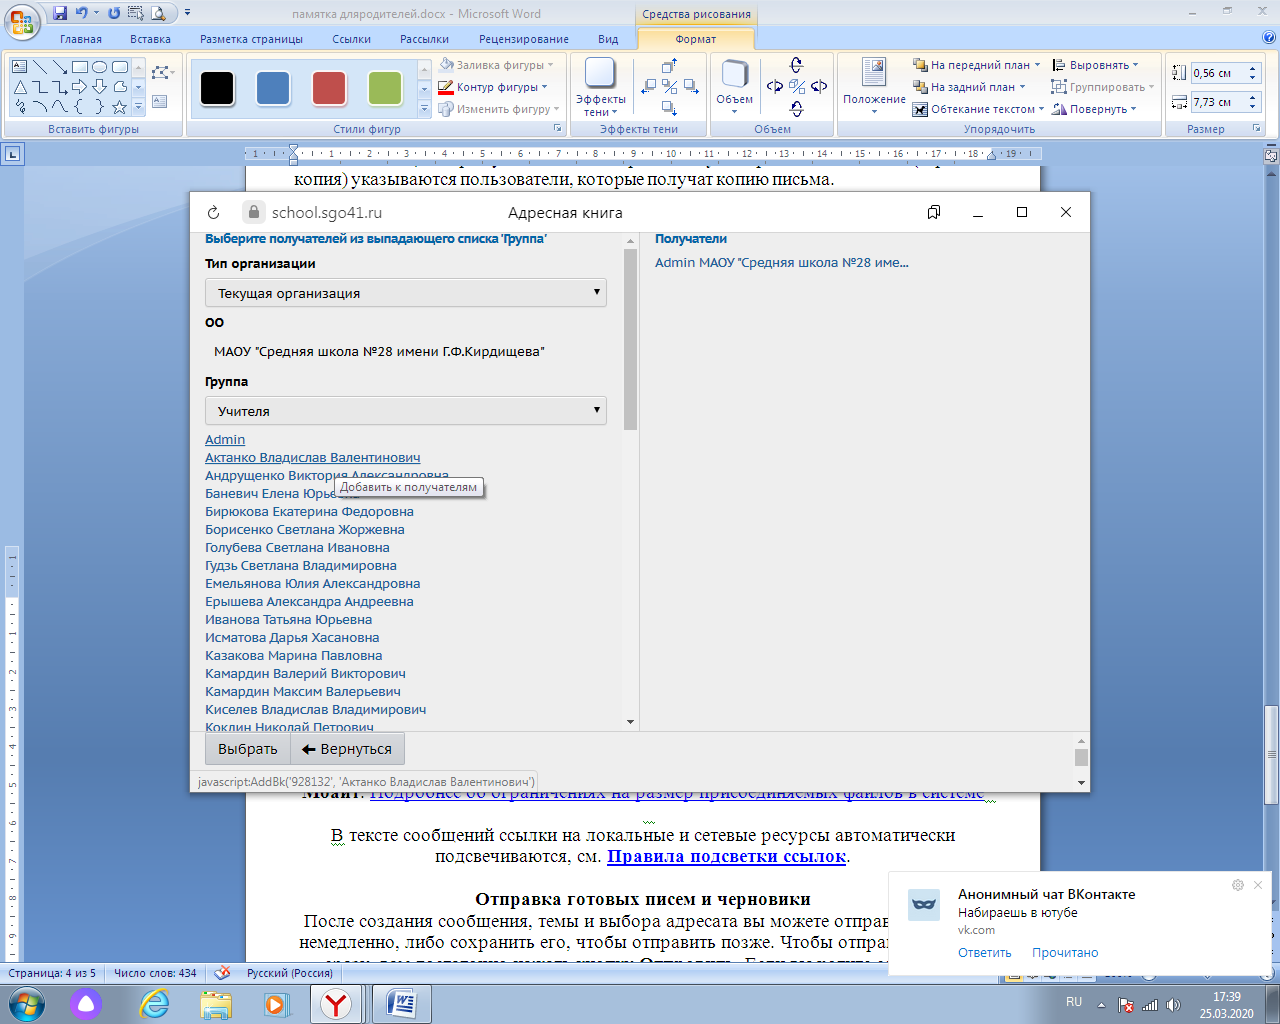 памятка дляродителей.docx - Microsoft Word
Средства рисования
Главная
Вставка
Разметка страницы
Ссылки
Рассылки
Рецензирование
Вид
Формат
Заливка фигуры
Контур фигуры
Изменить фигуру
Эффекты тени
Объем
Положение
На передний план
На задний план
Обтекание текстом
Выровнять
Группировать
Повернуть
0,56 см
7,73 см
Вставить фигуры
Стили фигур
Эффекты тени
Объем
Упорядочить
Размер
копия) указываются пользователи, которые получат копию письма.
school.sgo41.ru
Адресная книга
Выберите получателей из выпадающего списка 'Группа'
Получатели
Тип организации
Admin МАОУ "Средняя школа №28 име...
Текущая организация
ОО
МАОУ "Средняя школа №28 имени Г.Ф.Кирдищева"
Группа
Учителя
Admin
Актанко Владислав Валентинович
Андрущенко Виктория Александровна
Добавить к получателям
Баневич Елена Юрьевна
Бирюкова Екатерина Федоровна
Борисенко Светлана Жоржевна
Голубева Светлана Ивановна
Гудзь Светлана Владимировна
Емельянова Юлия Александровна
Ерышева Александра Андреевна
Иванова Татьяна Юрьевна
Исматова Дарья Хасановна
Казакова Марина Павловна
Камардин Валерий Викторович
Камардин Максим Валерьевич
Киселев Владислав Владимирович
Коклин Николай Петрович
Выбрать
Вернуться
javascript:AddBk('928132', 'Актанко Владислав Валентинович')
Подробнее об ограничениях на размер присоединяемых файлов в системе
В тексте сообщений ссылки на локальные и сетевые ресурсы автоматически
подсвечиваются, см. Правила подсветки ссылок.
Отправка готовых писем и черновики
После создания сообщения, темы и выбора адресата вы можете
немедленно, либо сохранить его, чтобы отправить позже. Чтобы
Анонимный чат ВКонтакте
Набираешь в ютубе
vk.com
Ответить
Прочитано
Страница: 4 из 5
Число слов: 434
Русский (Россия)
RU
17:39
25.03.2020